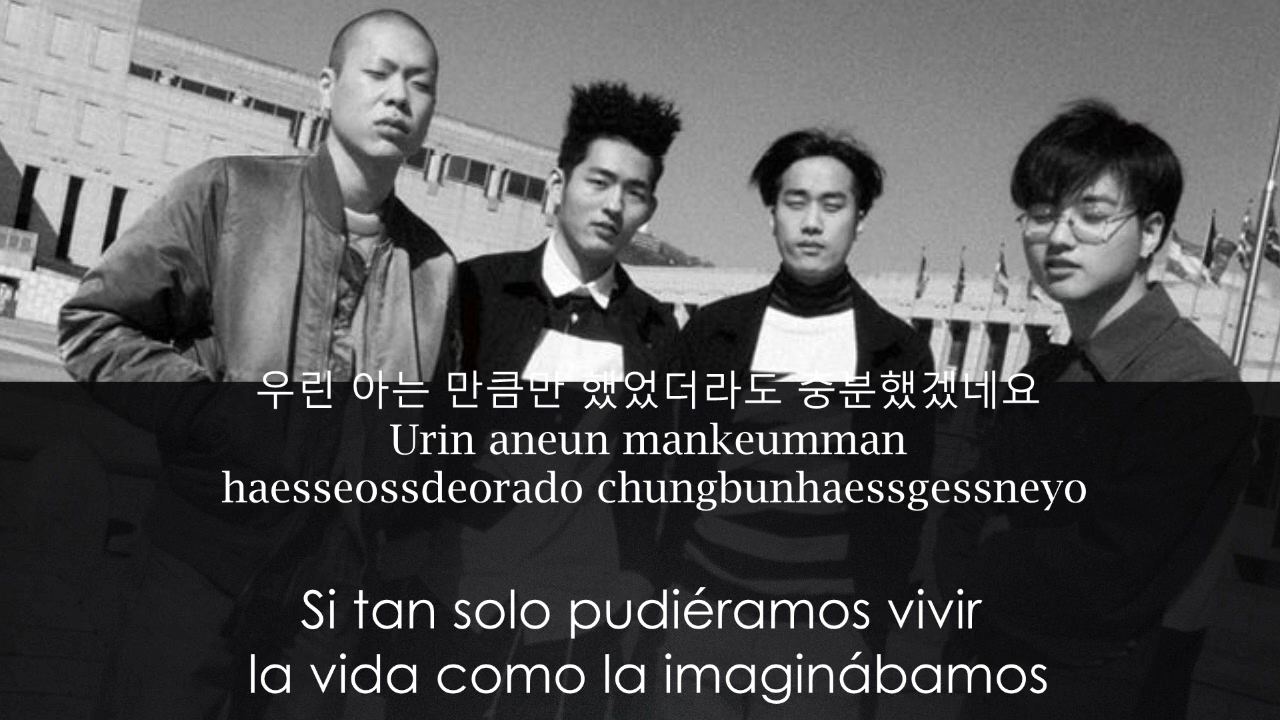 우린 아는 만큼만 했었더라도 충분했겠네요
Urin aneun mankeumman
haesseossdeorado chungbunhaessgessneyo
Si tan solo pudiéramos vivir
la vida como la imaginábamos